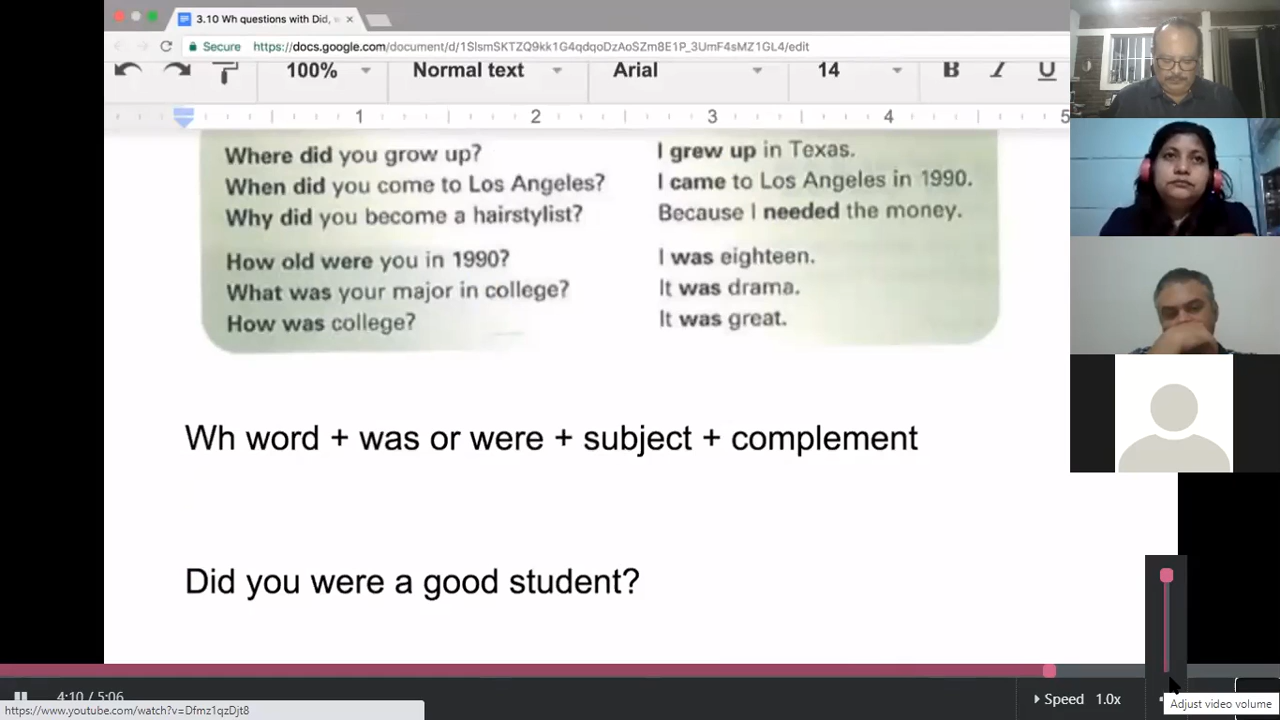 3.10 Wh questions with Did,
Secure https://docs.google.com/document/d/1SlsmSKTZQ9kk1G4qdqoDzAoSZm8E1P_3UmF4sMZ1GL4/edit
100% Normal text Arial 14 B I U
1 2 3 4 5
Where did you grow up? I grew up in Texas.
When did you come to Los Angeles? I came to Los Angeles in 1990.
Why did you become a hairstylist? Because I needed the money.
How old were you in 1990? I was eighteen.
What was your major in college? It was drama.
How was college? It was great.
Wh word + was or were + subject + complement
Did you were a good student?
4:10 / 5:06 Speed 1.0x
Adjust video volume
https://www.youtube.com/watch?v=Dfmz1qzDjt8